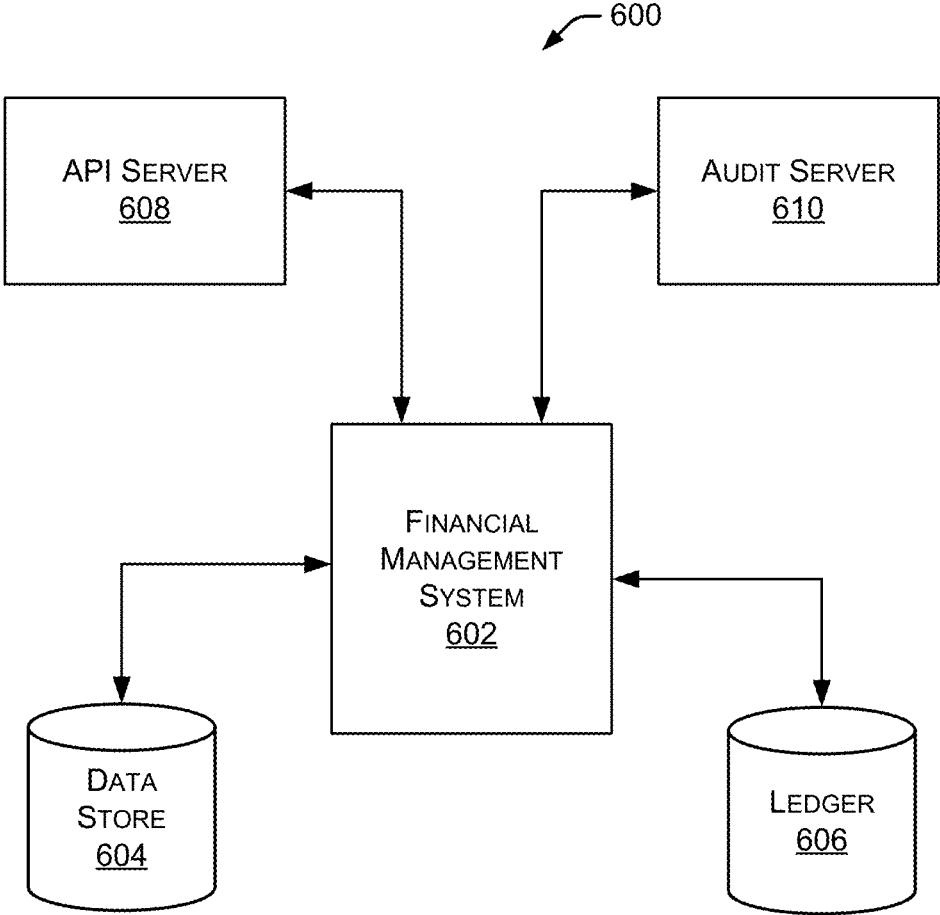 600
API SERVER
608
AUDIT SERVER
610
FINANCIAL
MANAGEMENT
SYSTEM
602
DATA
STORE
604
LEDGER
606